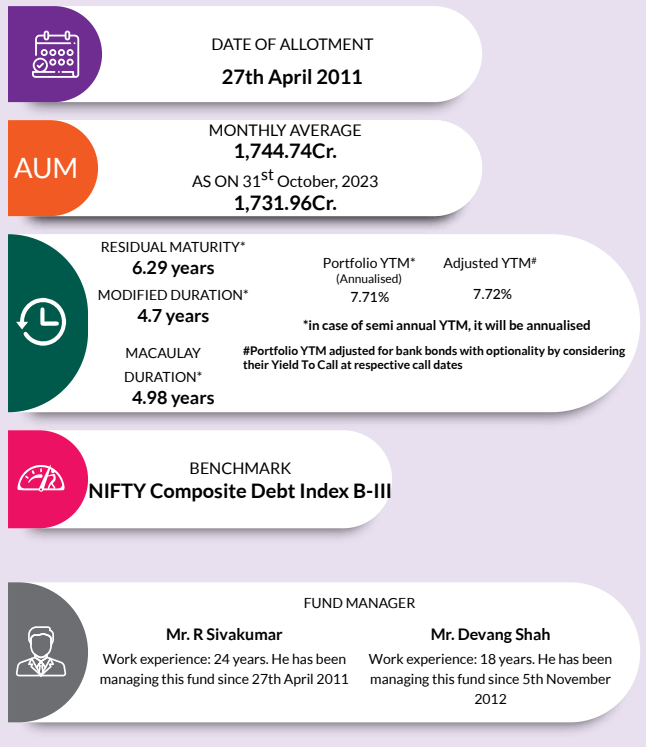 DATE OF ALLOTMENT
27th April 2011
AUM
MONTHLY AVERAGE
1,744.74Cr.
AS ON 31st October, 2023
1,731.96Cr.
RESIDUAL MATURITY*
6.29 years
MODIFIED DURATION*
4.7 years
MACAULAY
DURATION*
4.98 years
Portfolio YTM*
(Annualised)
7.71%
Adjusted YTM#
7.72%
*in case of semi annual YTM, it will be annualised
#Portfolio YTM adjusted for bank bonds with optionality by considering
their Yield To Call at respective call dates
BENCHMARK
NIFTY Composite Debt Index B-III
FUND MANAGER
Mr. R Sivakumar
Work experience: 24 years. He has been
managing this fund since 27th April 2011
Mr. Devang Shah
Work experience: 18 years. He has been
managing this fund since 5th November
2012